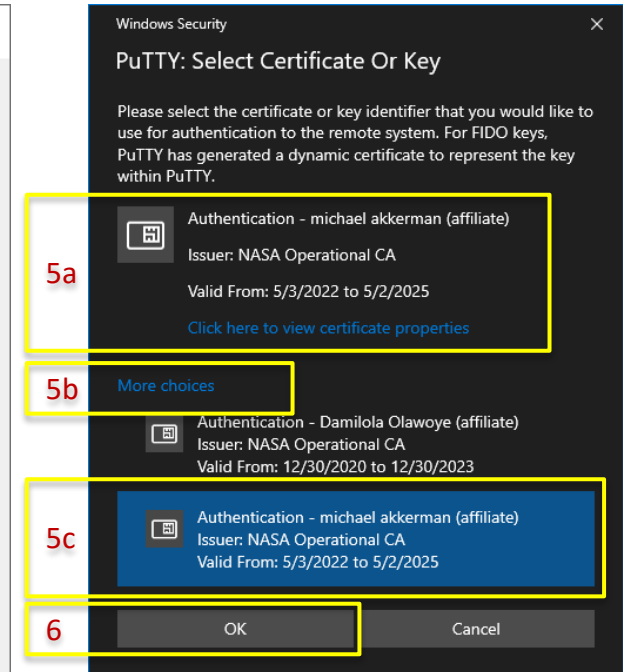 Windows Security
PuTTY: Select Certificate Or Key
Please select the certificate or key identifier that you would like to
use for authentication to the remote system. For FIDO keys,
PuTTY has generated a dynamic certificate to represent the key
within PuTTY.
5a
Authentication - michael akkerman (affiliate)
Issuer: NASA Operational CA
Valid From: 5/3/2022 to 5/2/2025
Click here to view certificate properties
5b
More choices
Authentication - Damilola Olawoye (affiliate)
Issuer: NASA Operational CA
Valid From: 12/30/2020 to 12/30/2023
5c
Authentication - michael akkerman (affiliate)
Issuer: NASA Operational CA
Valid From: 5/3/2022 to 5/2/2025
6
OK
Cancel